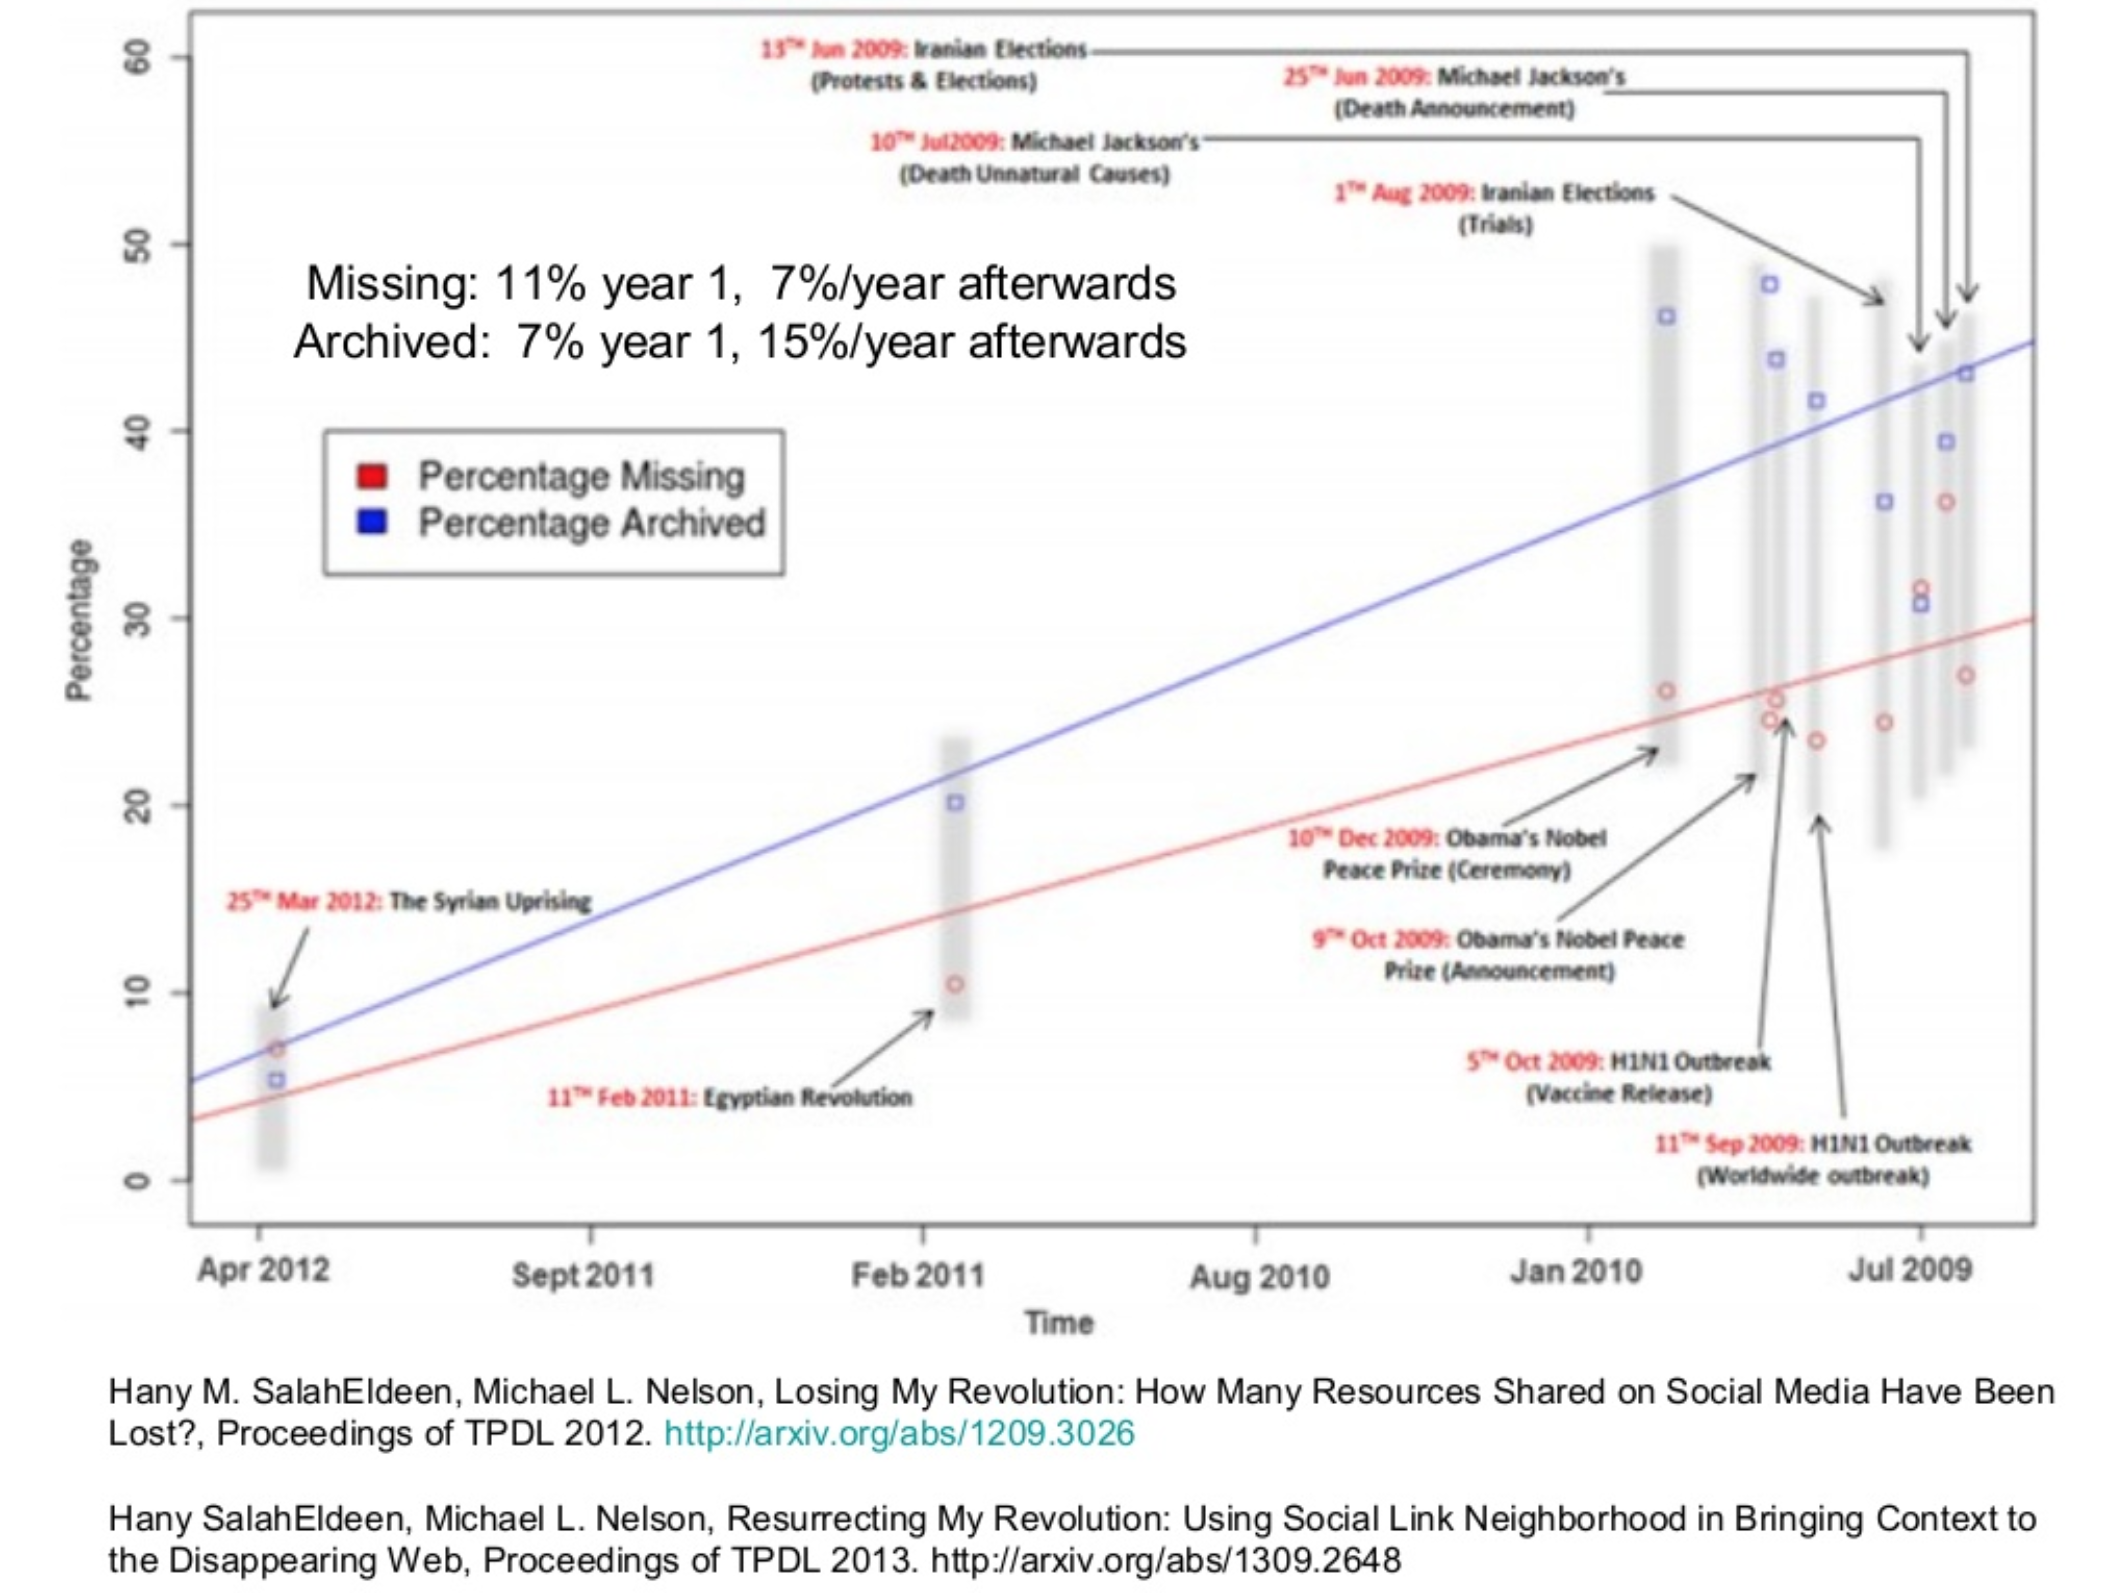 60
50
40
30
20
10
0
Percentage
13TH Jun 2009: Iranian Elections
(Protests & Elections)
25TH Jun 2009: Michael Jackson's
(Death Announcement)
10TH Jul2009: Michael Jackson's
(Death Unnatural Causes)
1TH Aug 2009: Iranian Elections
(Trials)
Missing: 11% year 1, 7%/year afterwards
Archived: 7% year 1, 15%/year afterwards
Percentage Missing
Percentage Archived
25TH Mar 2012: The Syrian Uprising
11TH Feb 2011: Egyptian Revolution
10TH Dec 2009: Obama's Nobel
Peace Prize (Ceremony)
9TH Oct 2009: Obama's Nobel Peace
Prize (Announcement)
5TH Oct 2009: H1N1 Outbreak
(Vaccine Release)
11TH Sep 2009: H1N1 Outbreak
(Worldwide outbreak)
Apr 2012
Sept 2011
Feb 2011
Aug 2010
Jan 2010
Jul 2009
Time
Hany M. SalahEldeen, Michael L. Nelson, Losing My Revolution: How Many Resources Shared on Social Media Have Been
Lost?, Proceedings of TPDL 2012. http://arxiv.org/abs/1209.3026
Hany SalahEldeen, Michael L. Nelson, Resurrecting My Revolution: Using Social Link Neighborhood in Bringing Context to
the Disappearing Web, Proceedings of TPDL 2013. http://arxiv.org/abs/1309.2648